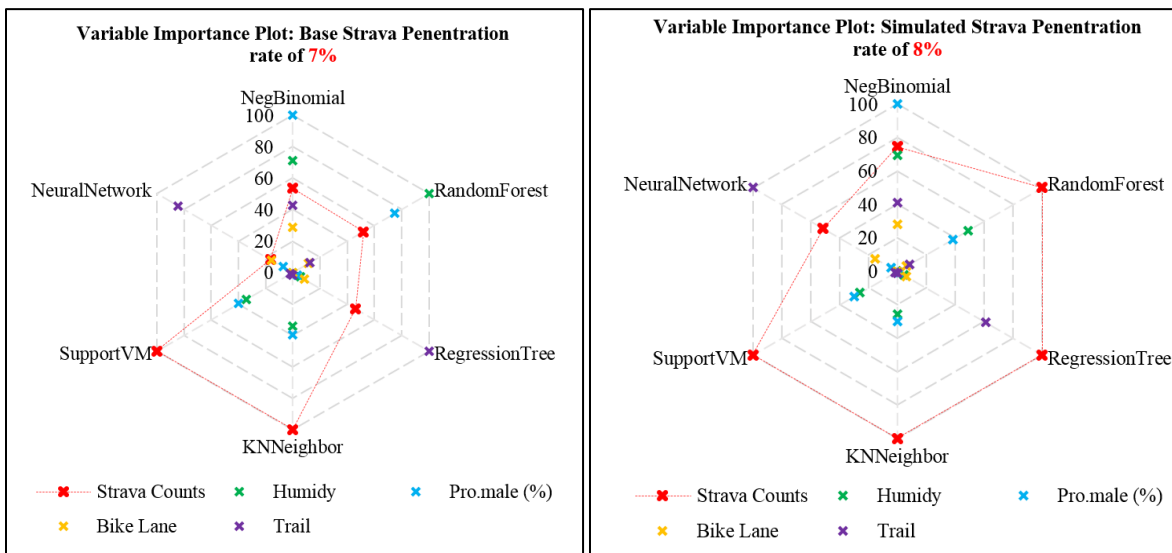 Variable Importance Plot: Base Strava Penentration
rate of 7%
NegBinomial
100
80
60
40
20
0
RandomForest
RegressionTree
KNNeighbor
SupportVM
NeuralNetwork
Strava Counts
Humidy
Pro.male (%)
Bike Lane
Trail
Variable Importance Plot: Simulated Strava Penentration
rate of 8%
NegBinomial
100
80
60
40
20
0
RandomForest
RegressionTree
KNNeighbor
SupportVM
NeuralNetwork
Strava Counts
Humidy
Pro.male (%)
Bike Lane
Trail